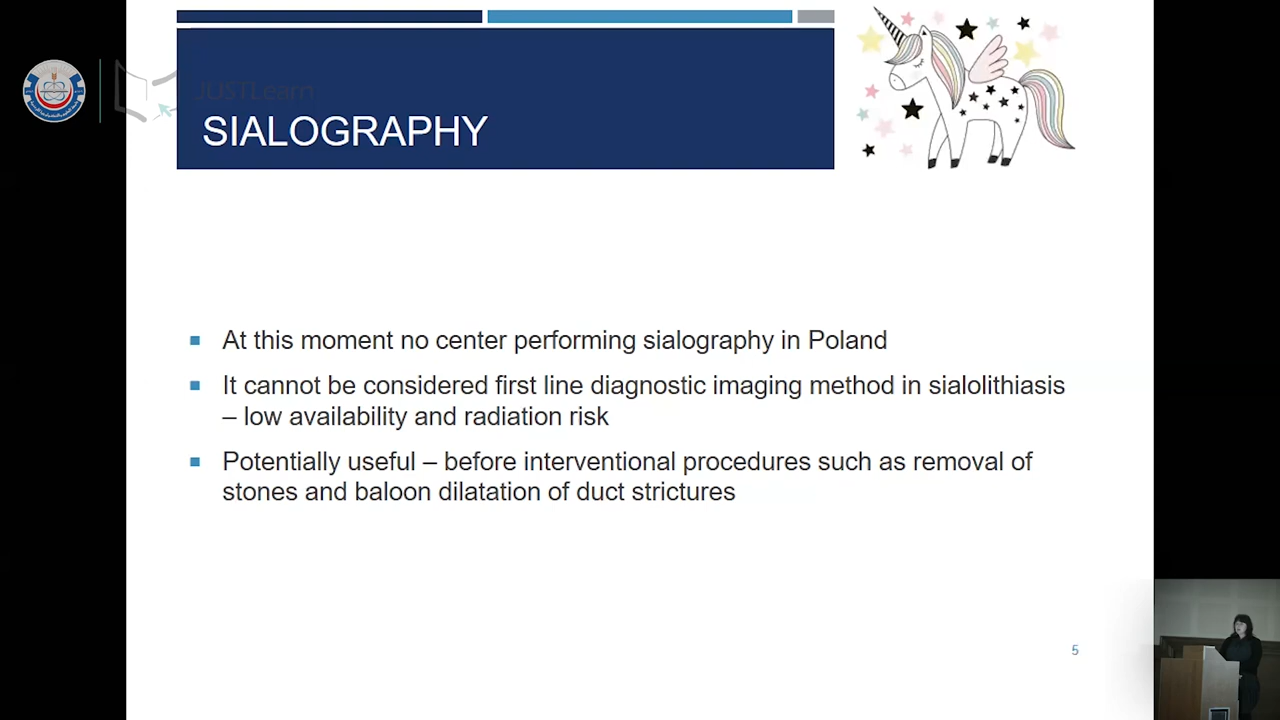 JUSTLearn
SIALOGRAPHY
At this moment no center performing sialography in Poland
It cannot be considered first line diagnostic imaging method in sialolithiasis
– low availability and radiation risk
Potentially useful – before interventional procedures such as removal of
stones and baloon dilatation of duct strictures
5